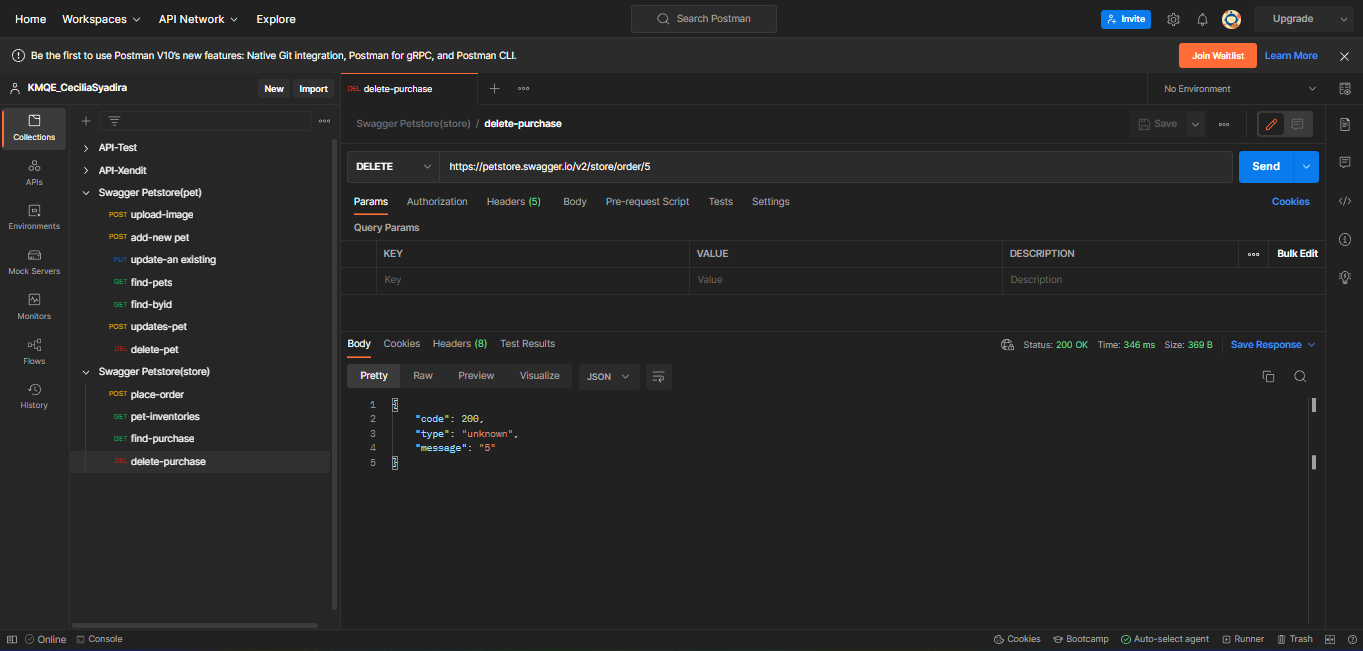 Home Workspaces API Network Explore Search Postman Invite Upgrade
Be the first to use Postman V10's new features: Native Git integration, Postman for gRPC, and Postman CLI. Join Waitlist Learn More
KMQE_CeciliaSyadira New Import DEL delete-purchase No Environment
Collections
APIs
Environments
Mock Servers
Monitors
Flows
History
API-Test
API-Xendit
Swagger Petstore(pet)
POST upload-image
POST add-new pet
PUT update-an existing
GET find-pets
GET find-byid
POST updates-pet
DEL delete-pet
Swagger Petstore(store)
POST place-order
GET pet-inventories
GET find-purchase
DEL delete-purchase
Swagger Petstore(store) / delete-purchase Save
DELETE https://petstore.swagger.io/v2/store/order/5 Send
Params Authorization Headers (5) Body Pre-request Script Tests Settings Cookies
Query Params
KEY VALUE DESCRIPTION Bulk Edit
Key Value Description
Body Cookies Headers (8) Test Results Status: 200 OK Time: 346 ms Size: 369 B Save Response
Pretty Raw Preview Visualize JSON
1 {
2 "code": 200,
3 "type": "unknown",
4 "message": "5"
5 }
Online Console Cookies Bootcamp Auto-select agent Runner Trash